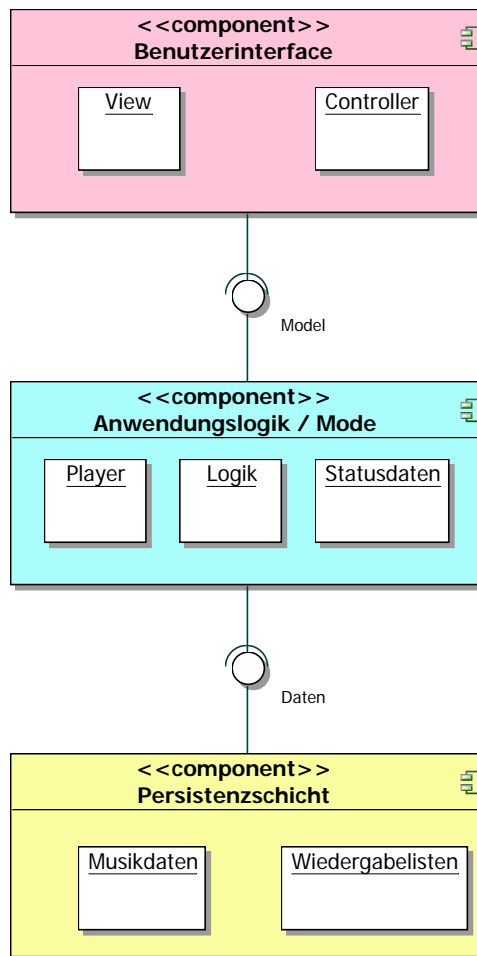 <<component>>
Benutzerinterface
View
Controller
Model
<<component>>
Anwendungslogik / Mode
Player
Logik
Statusdaten
Daten
<<component>>
Persistenzschicht
Musikdaten
Wiedergabelisten